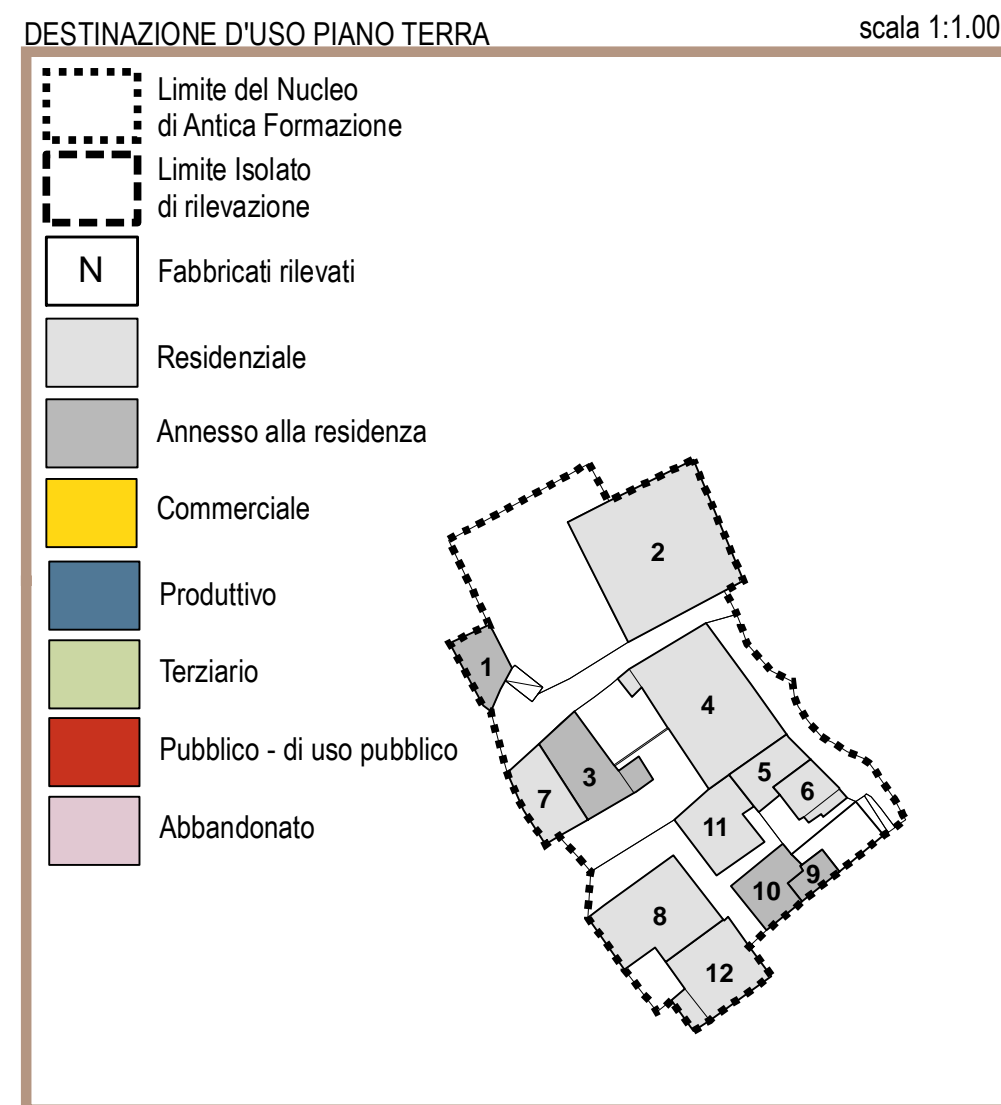 DESTINAZIONE D'USO PIANO TERRA
scala 1:1.00
Limite del Nucleo
di Antica Formazione
Limite Isolato
di rilevazione
N
Fabbricati rilevati
Residenziale
Annesso alla residenza
Commerciale
Produttivo
Terziario
Pubblico - di uso pubblico
Abbandonato
2
1
4
3
5
7
6
11
9
10
8
12